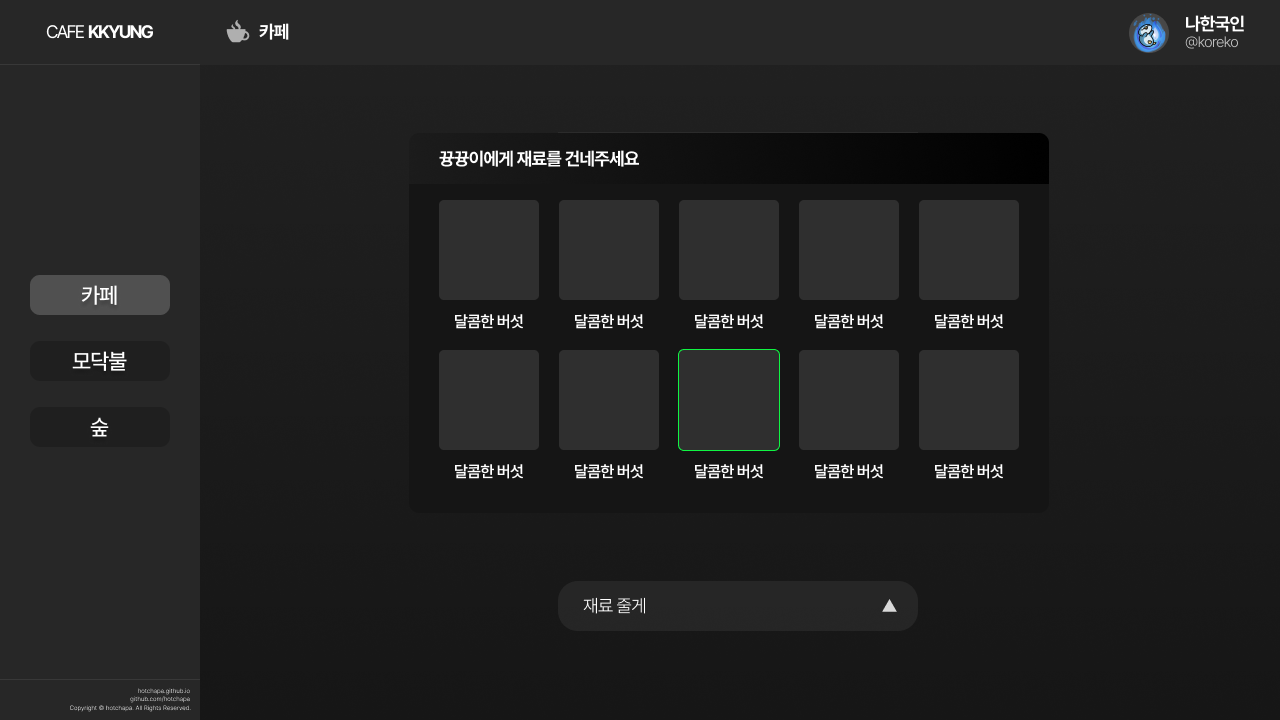 CAFE KKYUNG
카페
나한국인
@koreko
카페
모닥불
숲
뀽뀽이에게 재료를 건네주세요
달콤한 버섯
달콤한 버섯
달콤한 버섯
달콤한 버섯
달콤한 버섯
달콤한 버섯
달콤한 버섯
달콤한 버섯
달콤한 버섯
달콤한 버섯
재료 줄게
hotchapa.github.io
github.com/hotchapa
Copyright © hotchapa. All Rights Reserved.